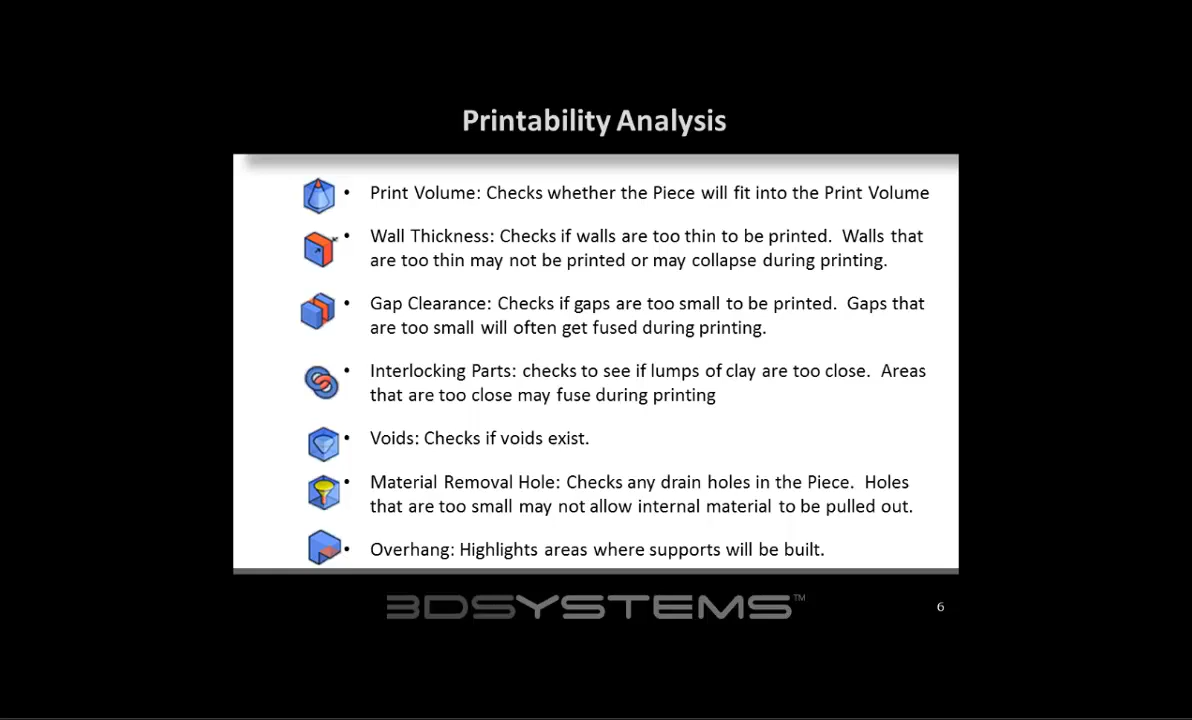 Printability Analysis
• Print Volume: Checks whether the Piece will fit into the Print Volume
• Wall Thickness: Checks if walls are too thin to be printed.  Walls that
are too thin may not be printed or may collapse during printing.
• Gap Clearance: Checks if gaps are too small to be printed.  Gaps that
are too small will often get fused during printing.
• Interlocking Parts: checks to see if lumps of clay are too close.  Areas
that are too close may fuse during printing
• Voids: Checks if voids exist.
• Material Removal Hole: Checks any drain holes in the Piece.  Holes
that are too small may not allow internal material to be pulled out.
• Overhang: Highlights areas where supports will be built.
3DSYSTEMS™
6